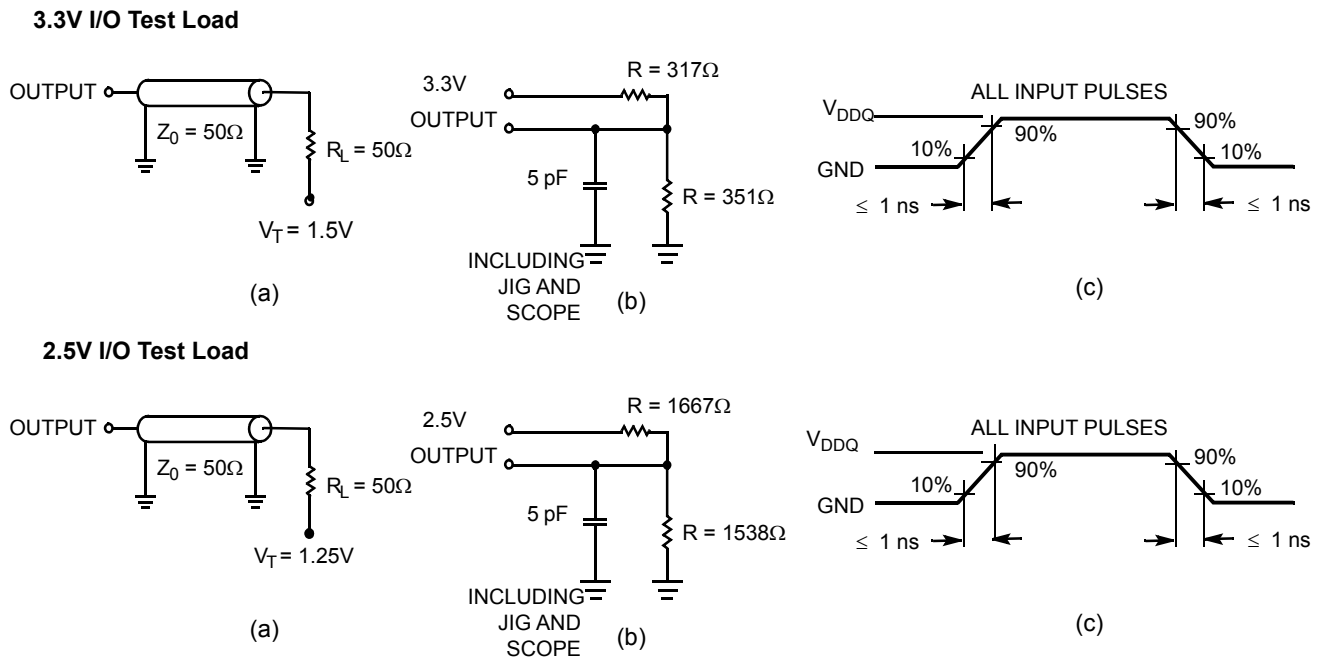 3.3V I/O Test Load
OUTPUT
Z0 = 50Ω
RL = 50Ω
VT = 1.5V
(a)
3.3V
OUTPUT
R = 317Ω
5 pF
R = 351Ω
INCLUDING
JIG AND
SCOPE
(b)
ALL INPUT PULSES
VDDQ
GND
10%
90%
90%
10%
≤ 1 ns
≤ 1 ns
(c)
2.5V I/O Test Load
OUTPUT
Z0 = 50Ω
RL = 50Ω
VT = 1.25V
(a)
2.5V
OUTPUT
R = 1667Ω
5 pF
R = 1538Ω
INCLUDING
JIG AND
SCOPE
(b)
ALL INPUT PULSES
VDDQ
GND
10%
90%
90%
10%
≤ 1 ns
≤ 1 ns
(c)